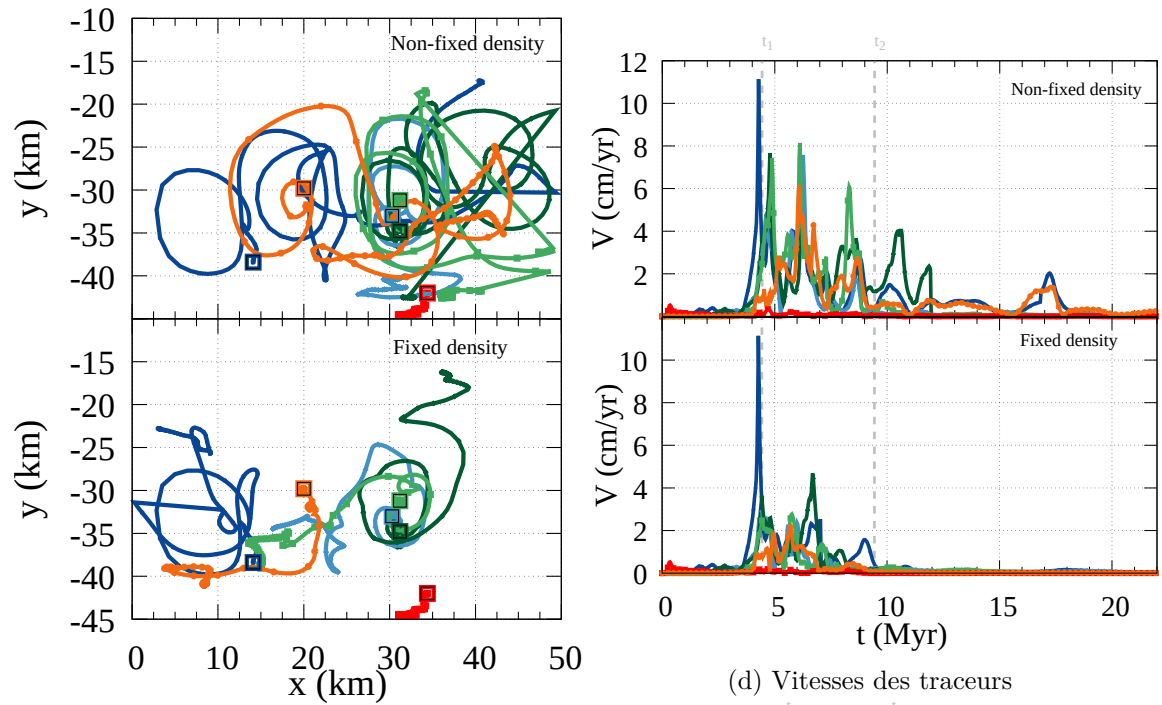 -10
Non-fixed density
-15
-20
-25
-30
-35
-40
y (km)
Fixed density
-15
-20
-25
-30
-35
-40
-45
y (km)
0 10 20 30 40 50
x (km)
t1 t2
12
Non-fixed density
10
8
6
4
2
V (cm/yr)
Fixed density
10
8
6
4
2
0
V (cm/yr)
0 5 10 15 20
t (Myr)
(d) Vitesses des traceurs